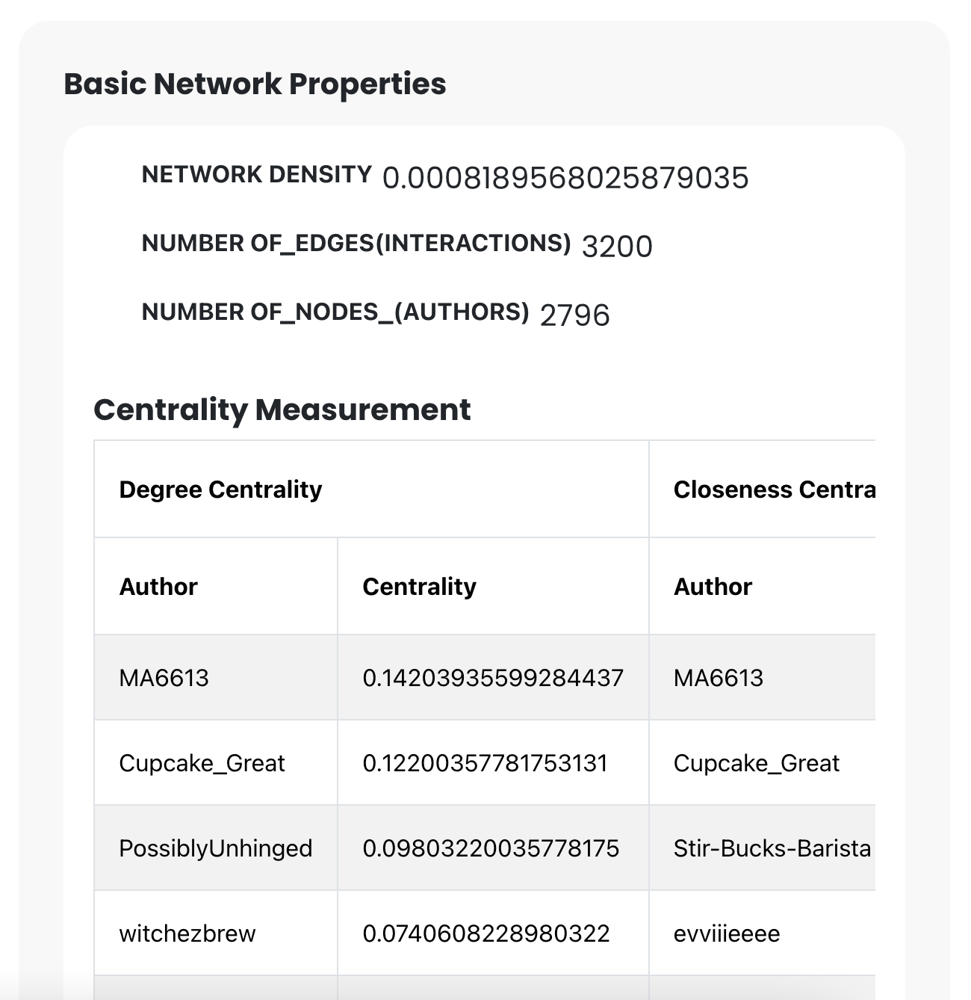 Basic Network Properties
NETWORK DENSITY 0.0008189568025879035
NUMBER OF_EDGES(INTERACTIONS) 3200
NUMBER OF_NODES_(AUTHORS) 2796
Centrality Measurement
Degree Centrality Closeness Centra
Author Centrality Author
MA6613 0.14203935599284437 MA6613
Cupcake_Great 0.12200357781753131 Cupcake_Great
PossiblyUnhinged 0.09803220035778175 Stir-Bucks-Barista
witchezbrew 0.0740608228980322 evviiieeee